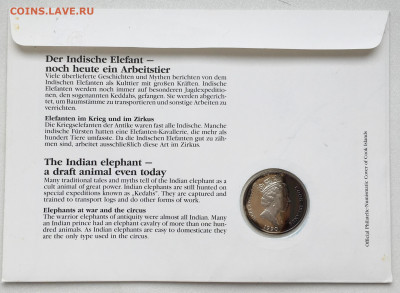 COINS.LAVE.RU
Der Indische Elefant –
noch heute ein Arbeitstier
Viele überlieferte Geschichten und Mythen berichten von dem
Indischen Elefanten als Kulttier mit großen Kräften. Indische
Elefanten werden noch immer auf besonderen Jagdexpeditio-
nen, den sogenannten Keddahs, gefangen. Sie werden abgerich-
tet, um Baumstämme zu transportieren und sonstige Arbeiten zu
verrichten.
Elefanten im Krieg und im Zirkus
Die Kriegselefanten der Antike waren fast alle Indische. Manche
indische Fürsten hatten eine Elefanten-Kavallerie, die mehr als
hundert Tiere umfasste. Da die Indischen Elefanten gut zu zäh-
men sind, arbeitet ausschließlich diese Art im Zirkus.
The Indian elephant –
a draft animal even today
Many traditional tales and myths tell of the Indian elephant as a
cult animal of great power. Indian elephants are still hunted on
special expeditions known as „Kedahs“. They are captured and
trained to transport logs and do other forms of work.
Elephants at war and the circus
The warrior elephants of antiquity were almost all Indian. Many
an Indian prince had an elephant cavalry of more than one hun-
dred animals. As Indian elephants are easy to domesticate they
are the only type used in the circus.
Official Philatelic-Numismatic Cover of Cook Islands